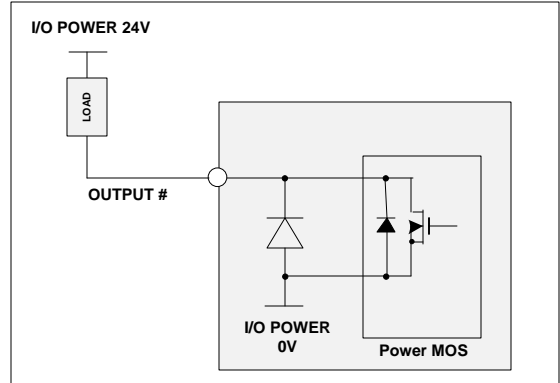 I/O POWER 24V
LOAD
OUTPUT #
I/O POWER
0V
Power MOS